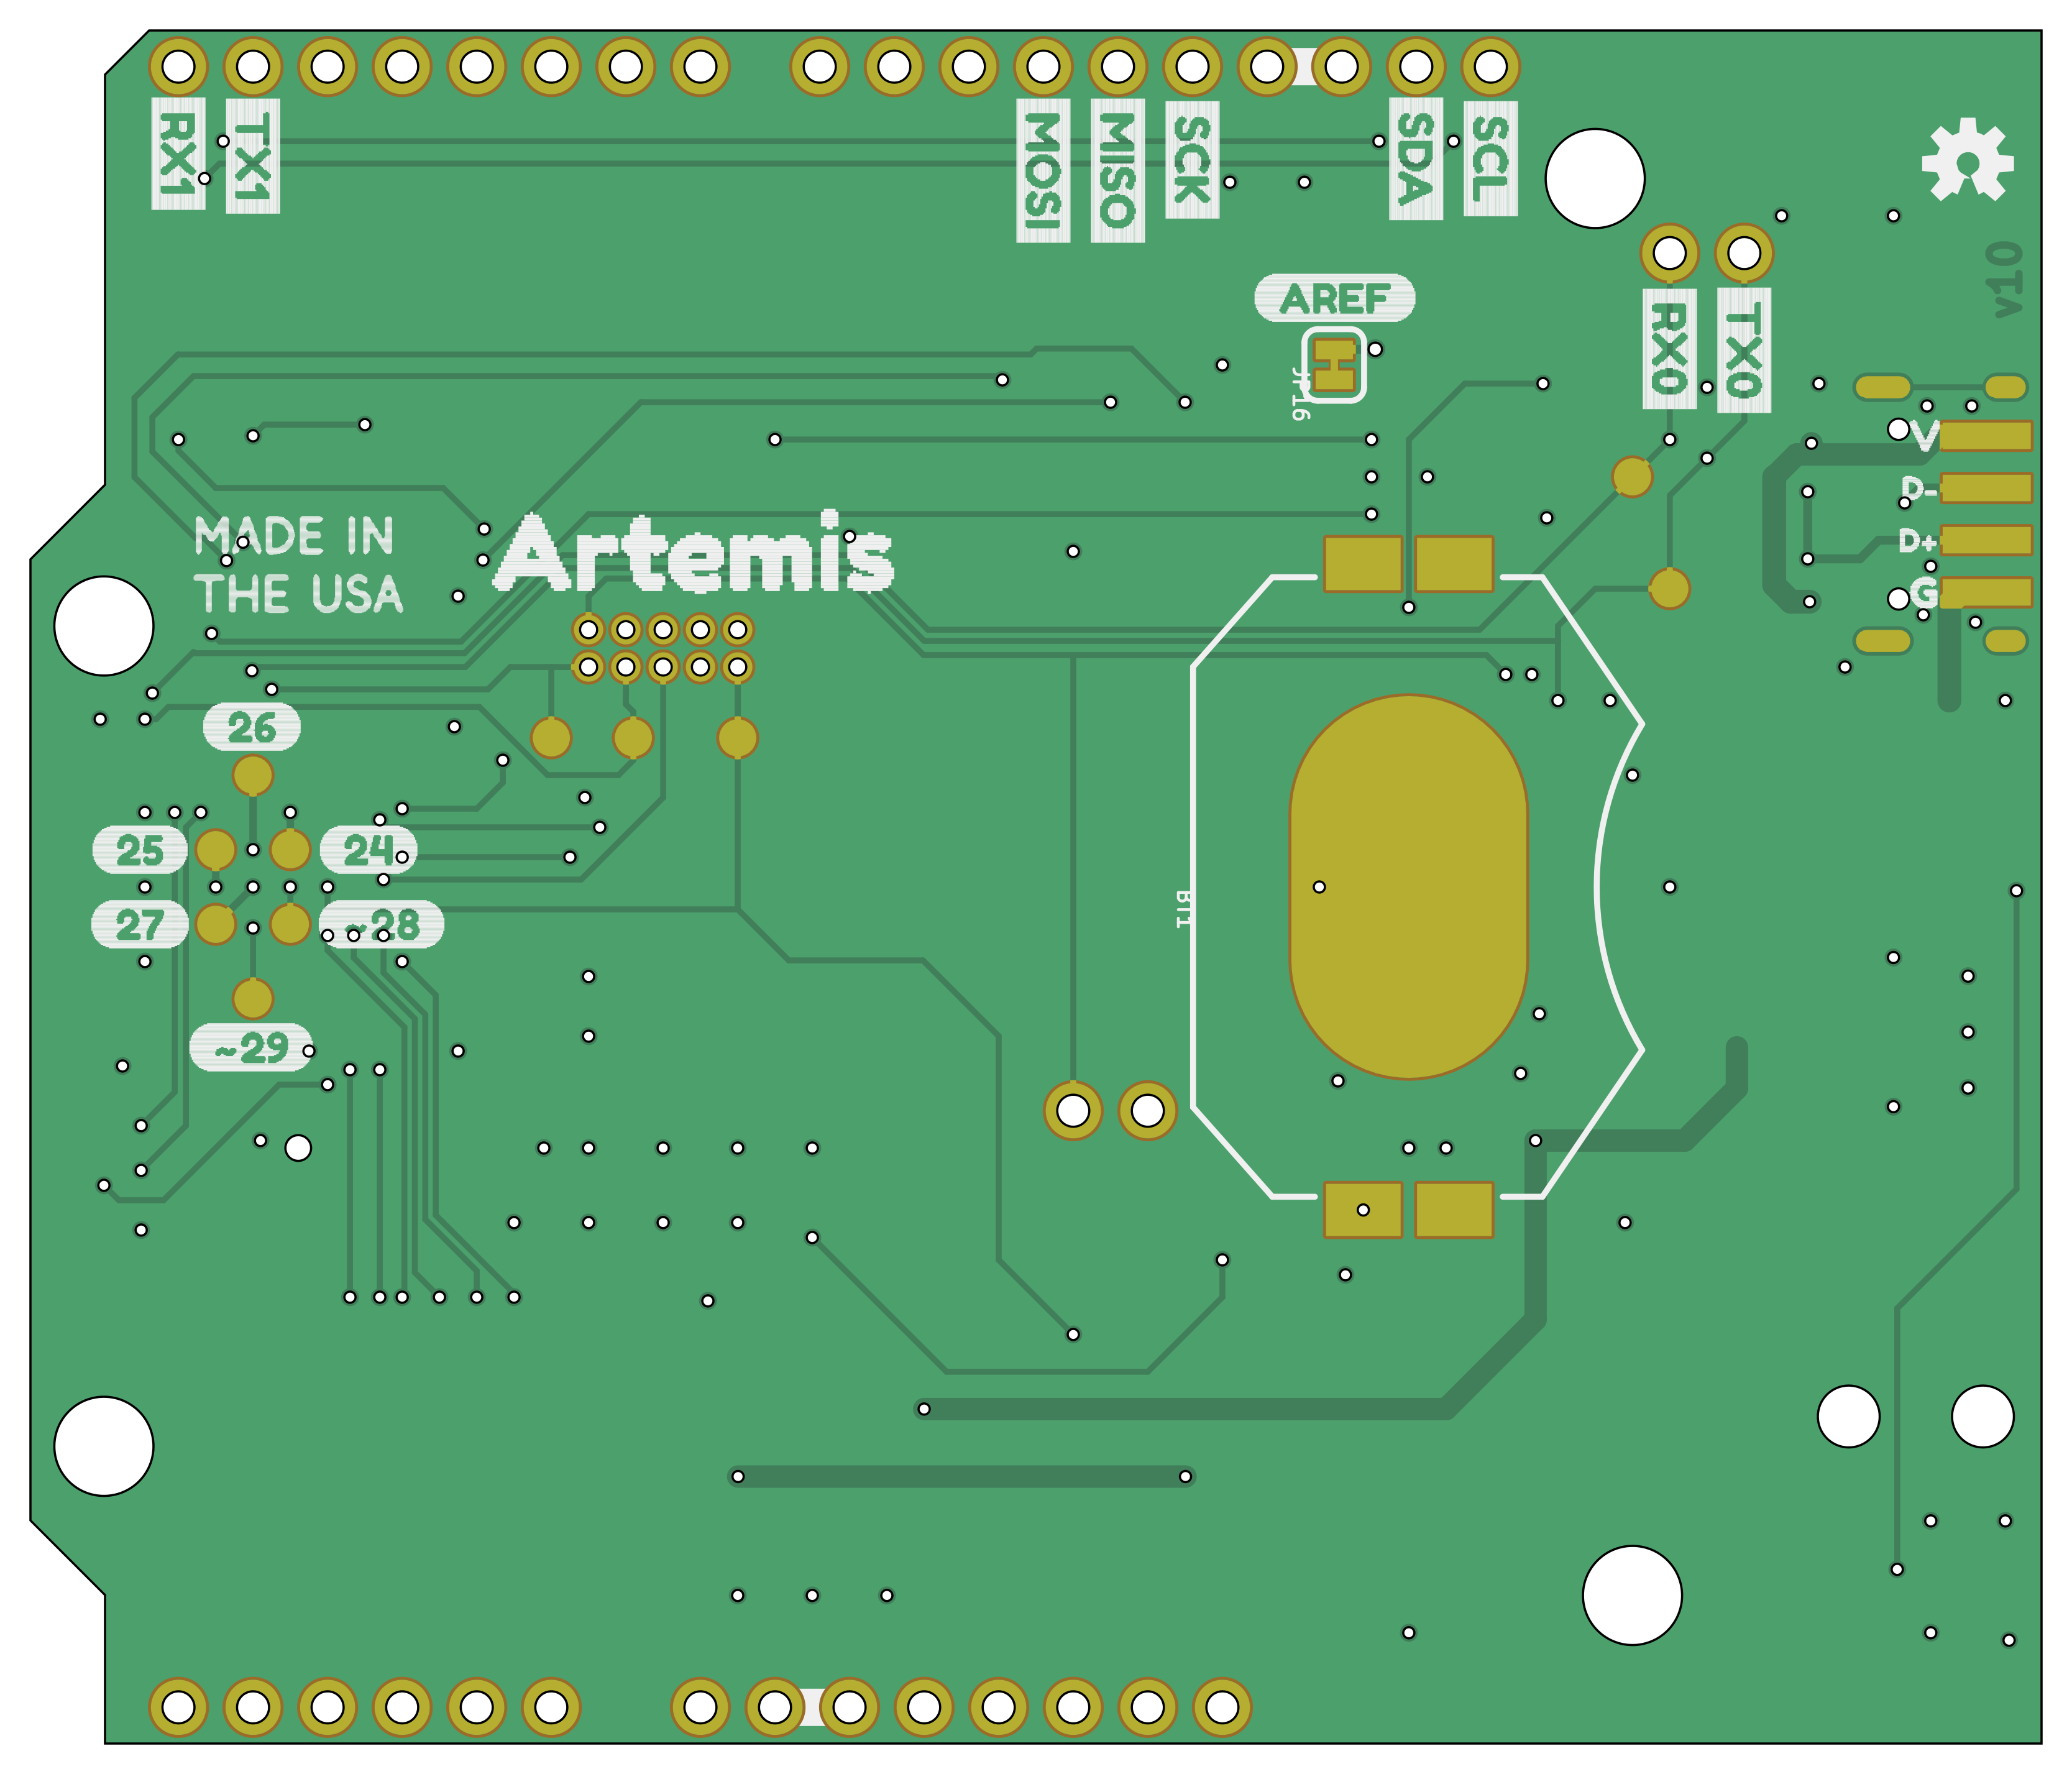 RX1
TX1
MOSI
MISO
SCK
SDA
SCL
v10
AREF
RX0
TX0
JP16
V
D-
D+
G
MADE IN
THE USA
Artemis
26
25
24
27
~28
BT1
~29